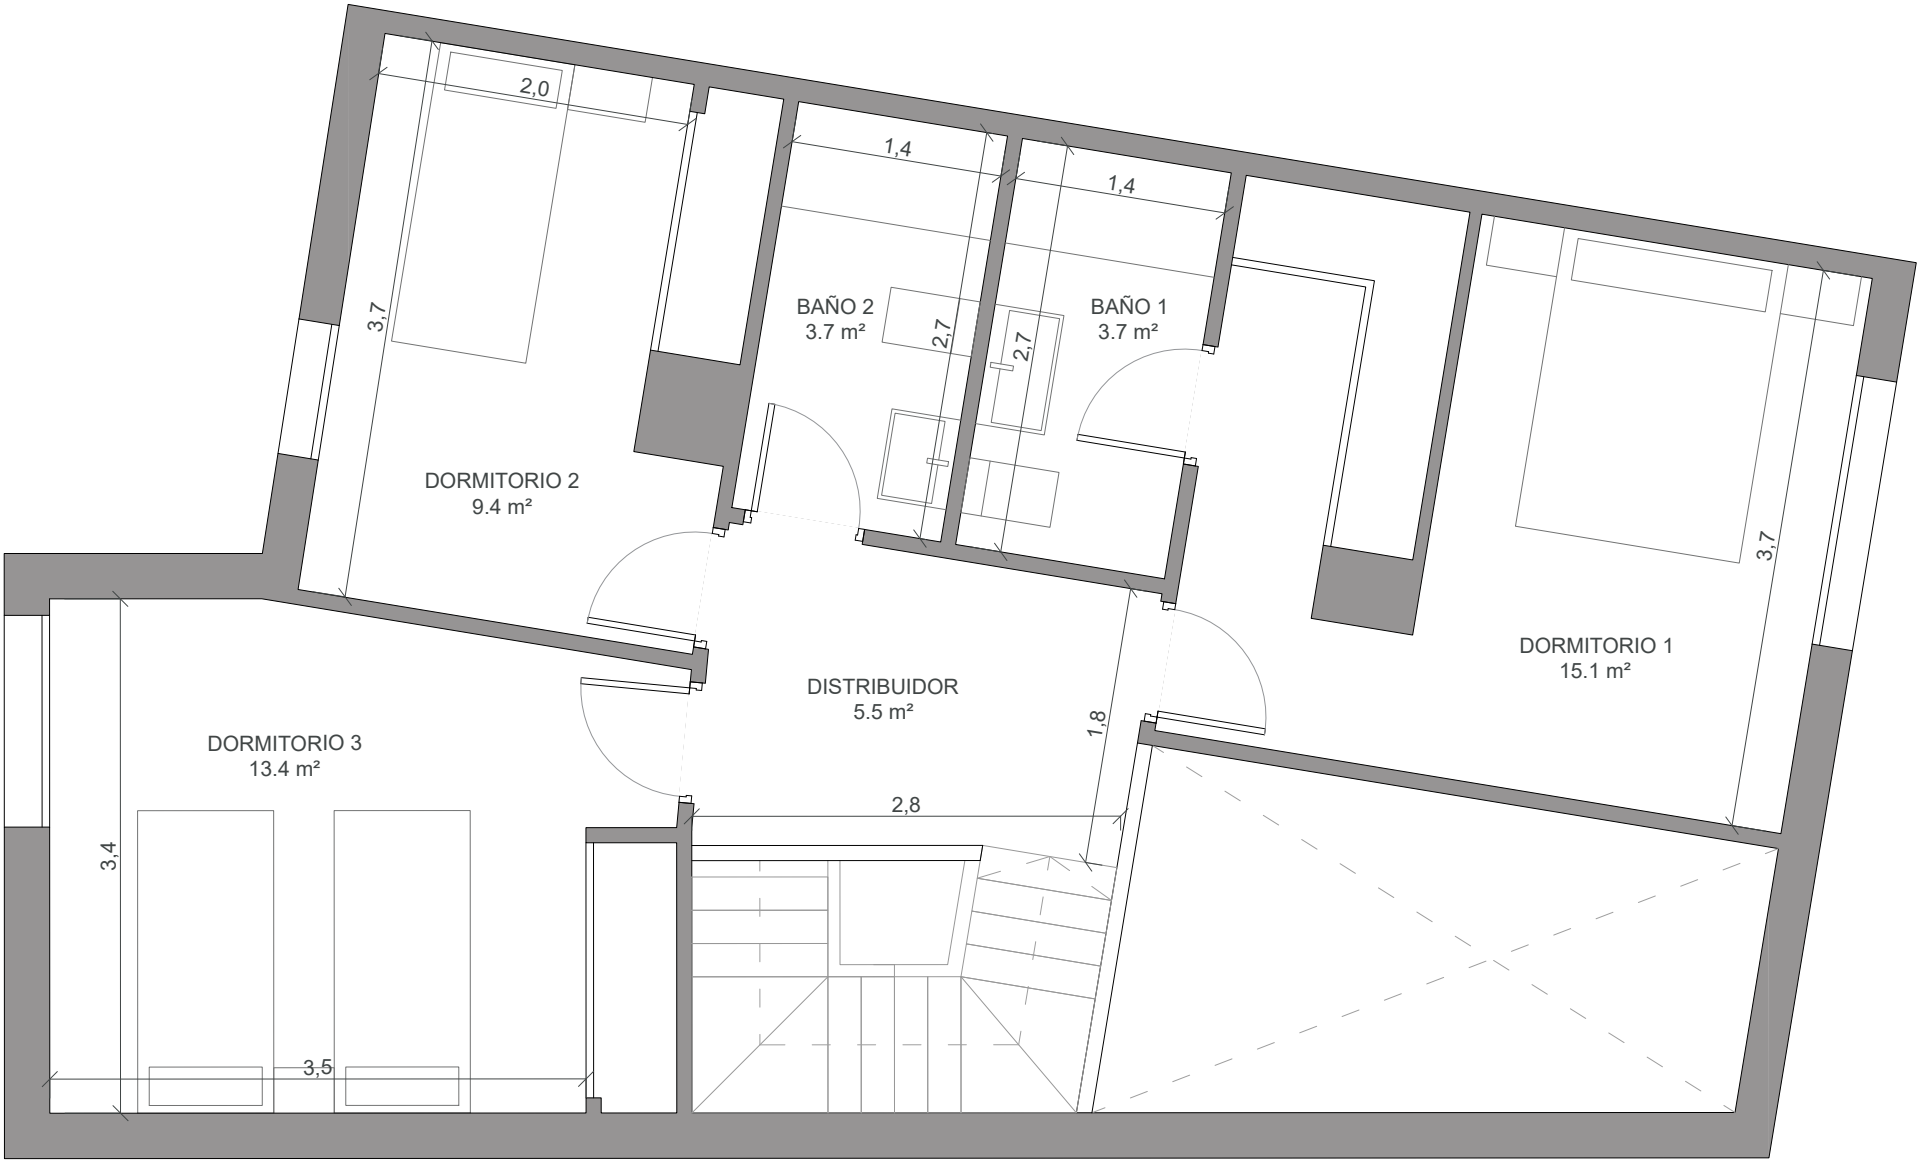 2,0
1,4
1,4
3,7
BAÑO 2
3.7 m²
2,7
BAÑO 1
3.7 m²
2,7
DORMITORIO 2
9.4 m²
3,7
DORMITORIO 1
15.1 m²
DISTRIBUIDOR
5.5 m²
1,8
DORMITORIO 3
13.4 m²
2,8
3,4
3,5